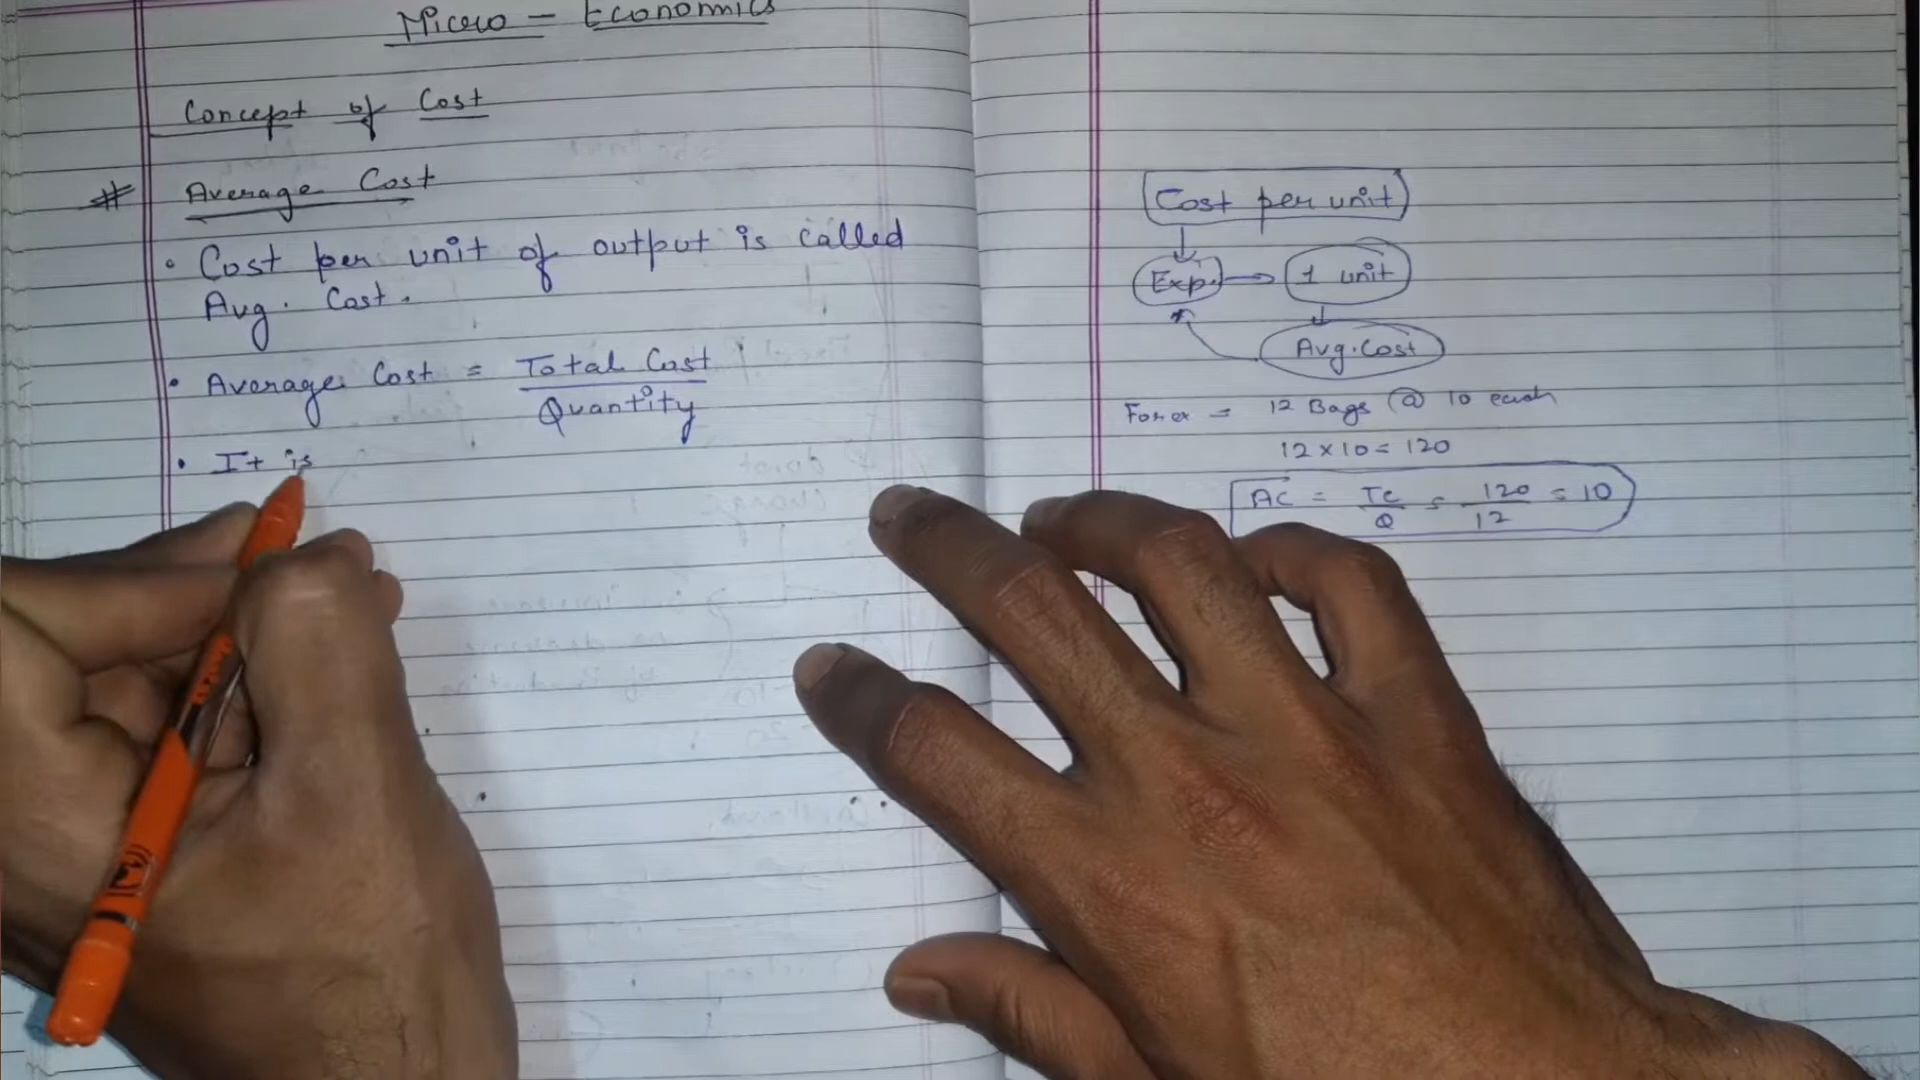 Micro - Economics
Concept of Cost
# Average Cost
• Cost per unit of output is called
Avg. Cost.
• Average Cost = Total Cost
Quantity
• It is
Cost per unit
Exp. → 1 unit
Avg. Cost
For ex = 12 Bags @ 10 each
12 x 10 = 120
AC = TC = 120 = 10
Q 12